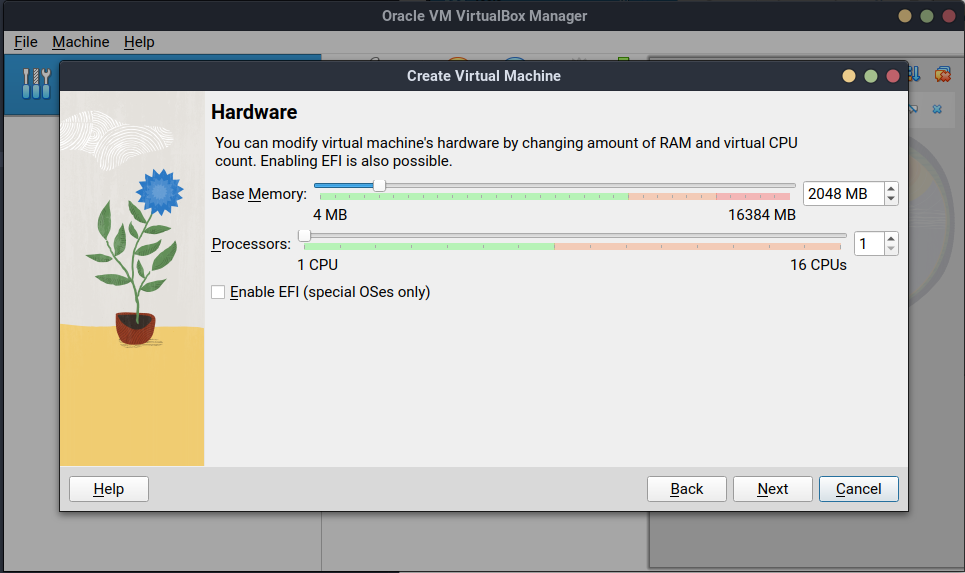 Oracle VM VirtualBox Manager
File Machine Help
Create Virtual Machine
Hardware
You can modify virtual machine's hardware by changing amount of RAM and virtual CPU
count. Enabling EFI is also possible.
Base Memory: 2048 MB
4 MB 16384 MB
Processors: 1
1 CPU 16 CPUs
Enable EFI (special OSes only)
Help Back Next Cancel